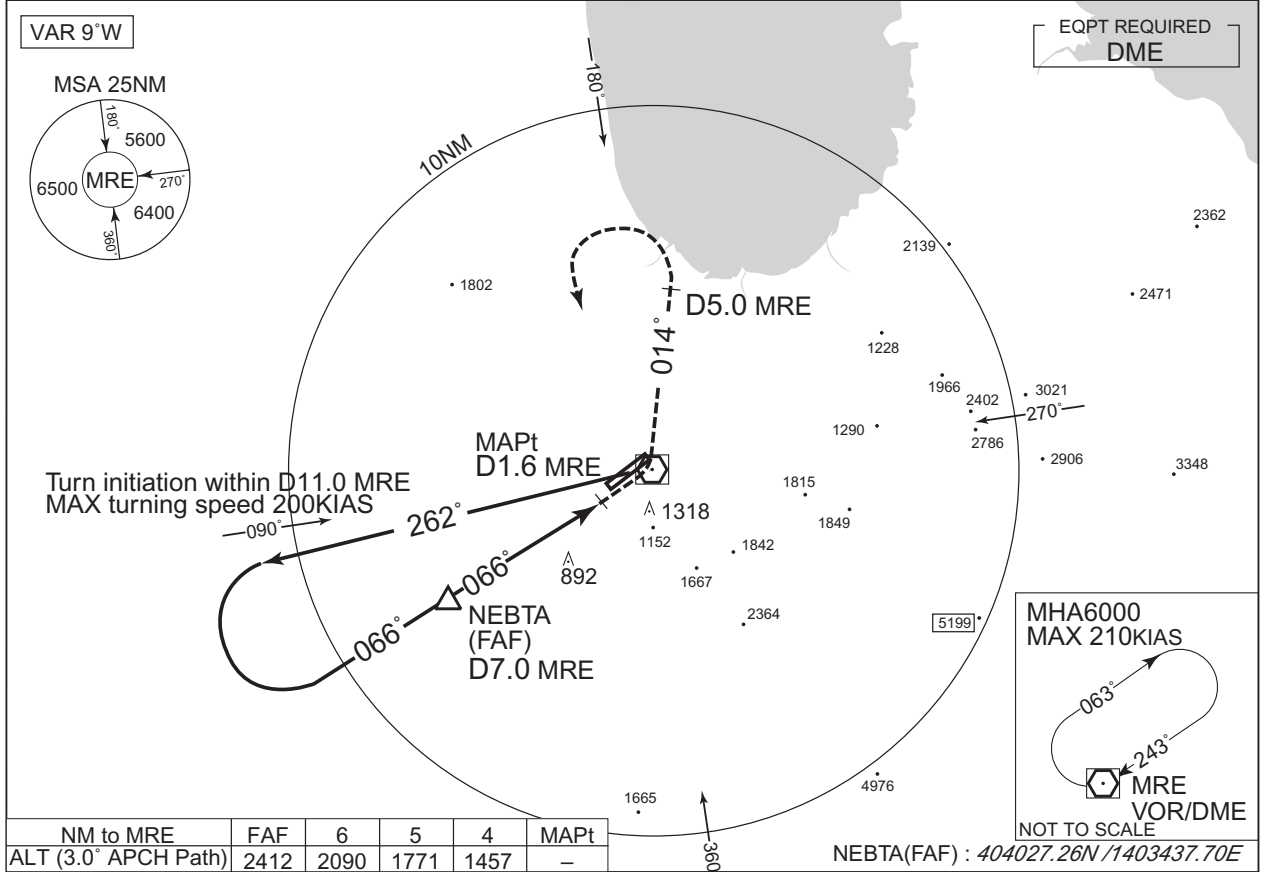 VAR 9°W
EQPT REQUIRED
DME
MSA 25NM
180°
5600
MRE
270°
6500
6400
360°
180°
10NM
2362
2139
1802
2471
D5.0 MRE
014°
1228
1966
3021
2402
270°
1290
2786
MAPt
D1.6 MRE
2906
3348
Turn initiation within D11.0 MRE
MAX turning speed 200KIAS
090°
262°
1815
1318
1849
1152
1842
066°
892
1667
NEBTA
(FAF)
D7.0 MRE
066°
2364
5199
MHA6000
MAX 210KIAS
063°
243°
MRE
VOR/DME
NOT TO SCALE
4976
1665
360°
NM to MRE FAF 6 5 4 MAPt
ALT (3.0° APCH Path) 2412 2090 1771 1457 –
NEBTA(FAF) : 404027.26N /1403437.70E